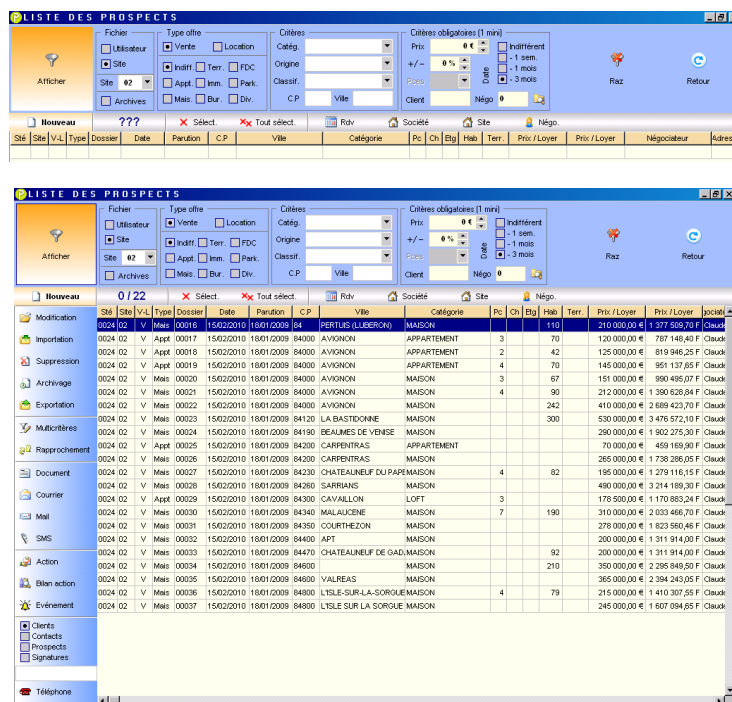 LISTE DES PROSPECTS
Fichier Type offre Critères Critères obligatoires (1 mini)
Utilisateur Vente Location Catég. Prix 0 € Indifférent
- 1 sem.
Site Indiff. Terr. FDC Origine +/- 0 % Date - 1 mois
Afficher Site 02 Appt. Imm. Park. Classif. Pces - 3 mois Raz Retour
Archives Mais. Bur. Div. C.P Ville Client Négo 0
Nouveau ??? Sélect. Tout sélect. Rdv Société Site Négo.
Sté Site V-L Type Dossier Date Parution C.P Ville Catégorie Pc Ch Etg Hab Terr. Prix / Loyer Prix / Loyer Négociateur Adres
LISTE DES PROSPECTS
Fichier Type offre Critères Critères obligatoires (1 mini)
Utilisateur Vente Location Catég. Prix 0 € Indifférent
- 1 sem.
Site Indiff. Terr. FDC Origine +/- 0 % Date - 1 mois
Afficher Site 02 Appt. Imm. Park. Classif. Pces - 3 mois Raz Retour
Archives Mais. Bur. Div. C.P Ville Client Négo 0
Nouveau 0 / 22 Sélect. Tout sélect. Rdv Société Site Négo.
Sté Site V-L Type Dossier Date Parution C.P Ville Catégorie Pc Ch Etg Hab Terr. Prix / Loyer Prix / Loyer
0024 02 V Mais 00016 15/02/2010 18/01/2009 84 PERTUIS (LUBERON) MAISON 110 210 000,00 € 1 377 509,70 F Claude
0024 02 V Appt 00017 15/02/2010 18/01/2009 84000 AVIGNON APPARTEMENT 3 70 120 000,00 € 787 148,40 F Claude
0024 02 V Appt 00018 15/02/2010 18/01/2009 84000 AVIGNON APPARTEMENT 2 42 125 000,00 € 819 946,25 F Claude
0024 02 V Appt 00019 15/02/2010 18/01/2009 84000 AVIGNON APPARTEMENT 4 70 145 000,00 € 951 137,65 F Claude
0024 02 V Mais 00020 15/02/2010 18/01/2009 84000 AVIGNON MAISON 3 67 151 000,00 € 990 495,07 F Claude
0024 02 V Mais 00021 15/02/2010 18/01/2009 84000 AVIGNON MAISON 4 90 212 000,00 € 1 390 628,84 F Claude
0024 02 V Mais 00022 15/02/2010 18/01/2009 84000 AVIGNON MAISON 242 410 000,00 € 2 689 423,70 F Claude
0024 02 V Mais 00023 15/02/2010 18/01/2009 84120 LA BASTIDONNE MAISON 300 530 000,00 € 3 476 572,10 F Claude
0024 02 V Mais 00024 15/02/2010 18/01/2009 84190 BEAUMES DE VENISE MAISON 290 000,00 € 1 902 275,30 F Claude
0024 02 V Appt 00025 15/02/2010 18/01/2009 84200 CARPENTRAS APPARTEMENT 70 000,00 € 459 169,90 F Claude
0024 02 V Mais 00026 15/02/2010 18/01/2009 84200 CARPENTRAS MAISON 265 000,00 € 1 738 286,05 F Claude
0024 02 V Mais 00027 15/02/2010 18/01/2009 84230 CHATEAUNEUF DU PAPE MAISON 4 82 195 000,00 € 1 279 116,15 F Claude
0024 02 V Mais 00028 15/02/2010 18/01/2009 84260 SARRIANS MAISON 490 000,00 € 3 214 189,30 F Claude
0024 02 V Appt 00029 15/02/2010 18/01/2009 84300 CAVAILLON LOFT 3 178 500,00 € 1 170 883,24 F Claude
0024 02 V Mais 00030 15/02/2010 18/01/2009 84340 MALAUCENE MAISON 7 190 310 000,00 € 2 033 466,70 F Claude
0024 02 V Mais 00031 15/02/2010 18/01/2009 84350 COURTHEZON MAISON 278 000,00 € 1 823 560,46 F Claude
0024 02 V Mais 00032 15/02/2010 18/01/2009 84400 APT MAISON 200 000,00 € 1 311 914,00 F Claude
0024 02 V Mais 00033 15/02/2010 18/01/2009 84470 CHATEAUNEUF DE GAD. MAISON 92 200 000,00 € 1 311 914,00 F Claude
0024 02 V Mais 00034 15/02/2010 18/01/2009 84600 MAISON 210 350 000,00 € 2 295 849,50 F Claude
0024 02 V Mais 00035 15/02/2010 18/01/2009 84600 VALREAS MAISON 365 000,00 € 2 394 243,05 F Claude
0024 02 V Mais 00036 15/02/2010 18/01/2009 84800 L'ISLE-SUR-LA-SORGUE MAISON 4 79 215 000,00 € 1 410 307,55 F Claude
0024 02 V Mais 00037 15/02/2010 18/01/2009 84800 L'ISLE SUR LA SORGUE MAISON 245 000,00 € 1 607 094,65 F Claude
Modification
Importation
Suppression
Archivage
Exportation
Multicritères
Rapprochement
Document
Courrier
Mail
SMS
Action
Bilan action
Evénement
Clients
Contacts
Prospects
Signatures
Téléphone